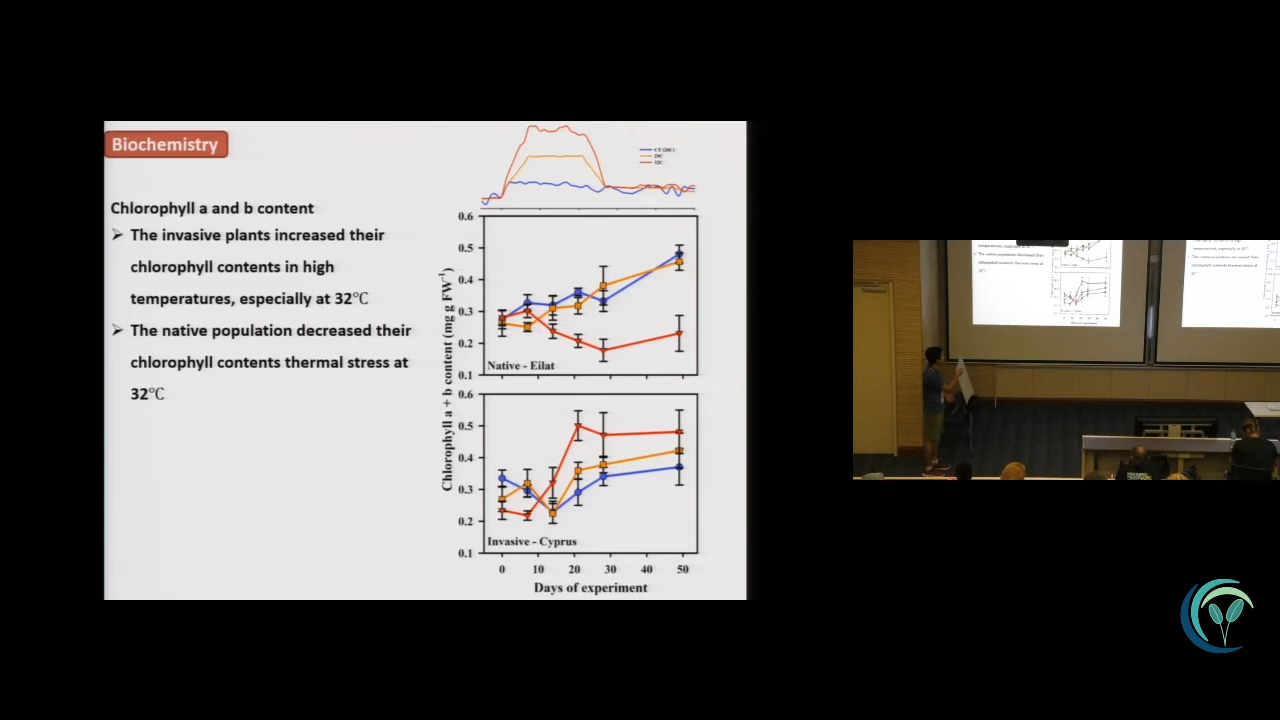 Biochemistry
Chlorophyll a and b content
➢ The invasive plants increased their
chlorophyll contents in high
temperatures, especially at 32℃
➢ The native population decreased their
chlorophyll contents thermal stress at
32℃
0.6
0.5
0.4
0.3
0.2
0.1
Native - Eilat
0.6
0.5
0.4
0.3
0.2
0.1
Invasive - Cyprus
Chlorophyll a + b content (mg g FW⁻¹)
0 10 20 30 40 50
Days of experiment